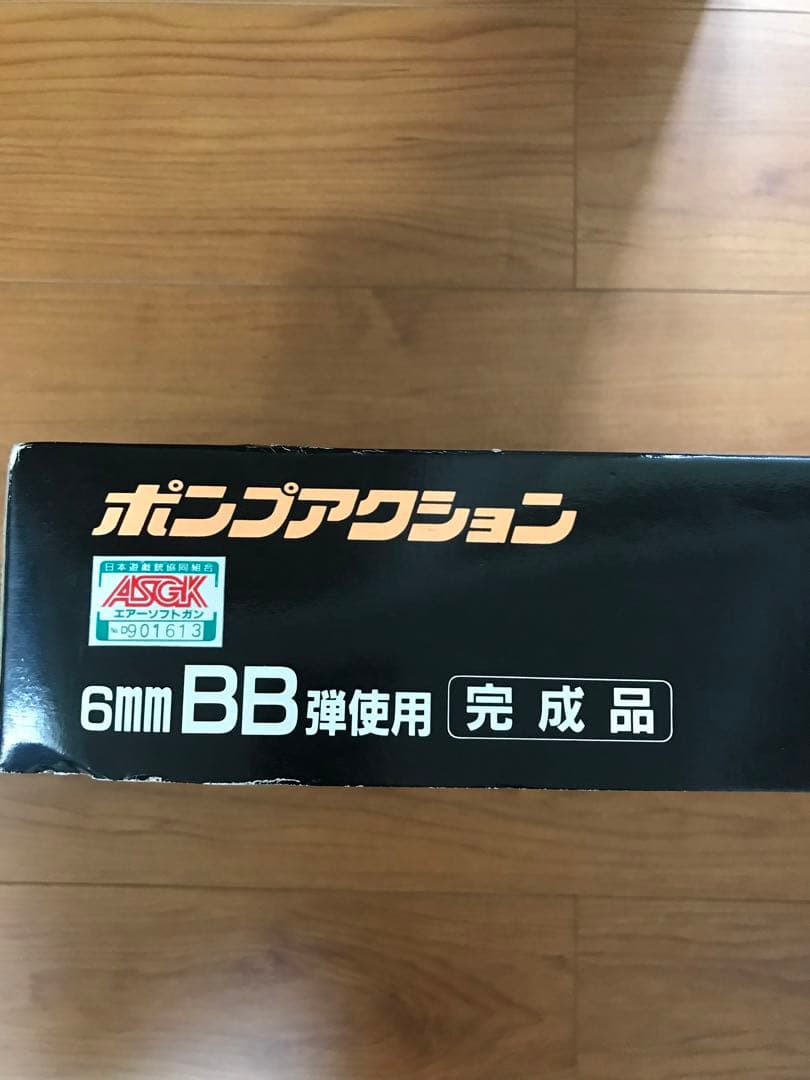 ポンプアクション
日本遊戯銃協同組合
ASGK
エアーソフトガン
No.D901613
6mm BB弾使用 完成品